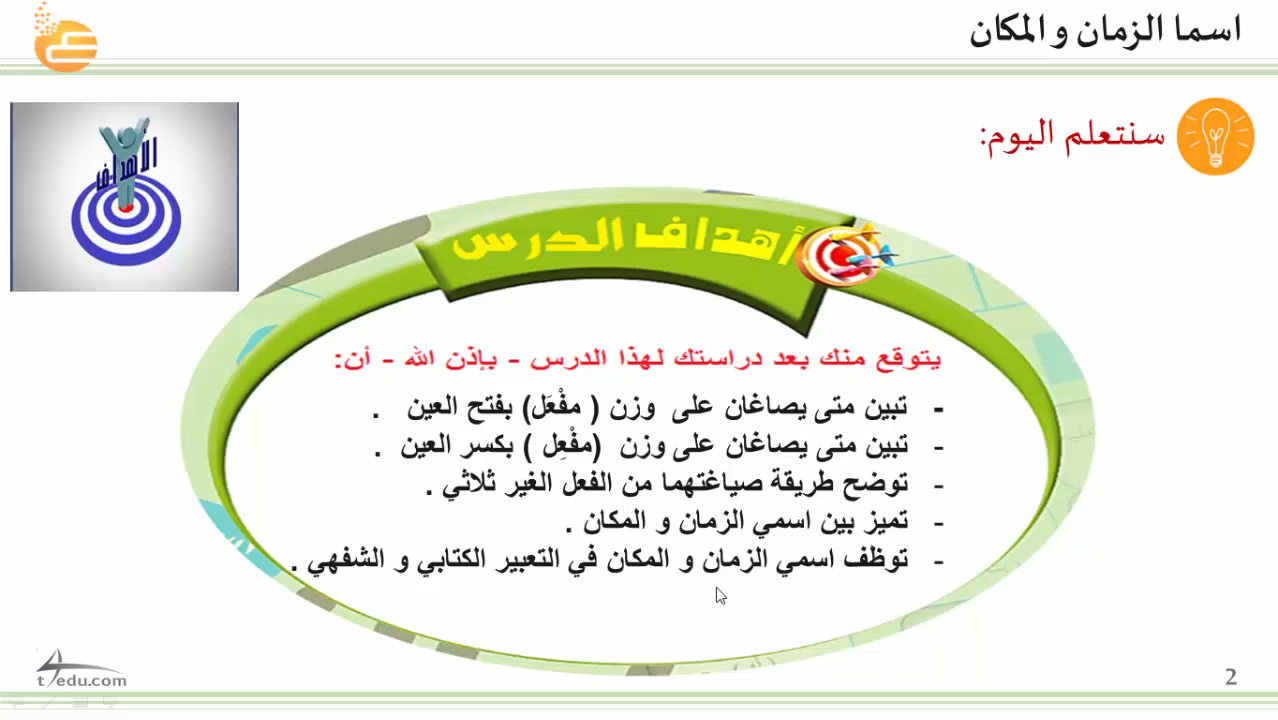 اسما الزمان و المكان
سنتعلم اليوم:
الأهداف
أهداف الدرس
يتوقع منك بعد دراستك لهذا الدرس - بإذن الله - أن:
- تبين متى يصاغان على وزن ( مفْعَل) بفتح العين .
- تبين متى يصاغان على وزن (مفْعِل ) بكسر العين .
- توضح طريقة صياغتهما من الفعل الغير ثلاثي .
- تميز بين اسمي الزمان و المكان .
- توظف اسمي الزمان و المكان في التعبير الكتابي و الشفهي .
t4edu.com
2